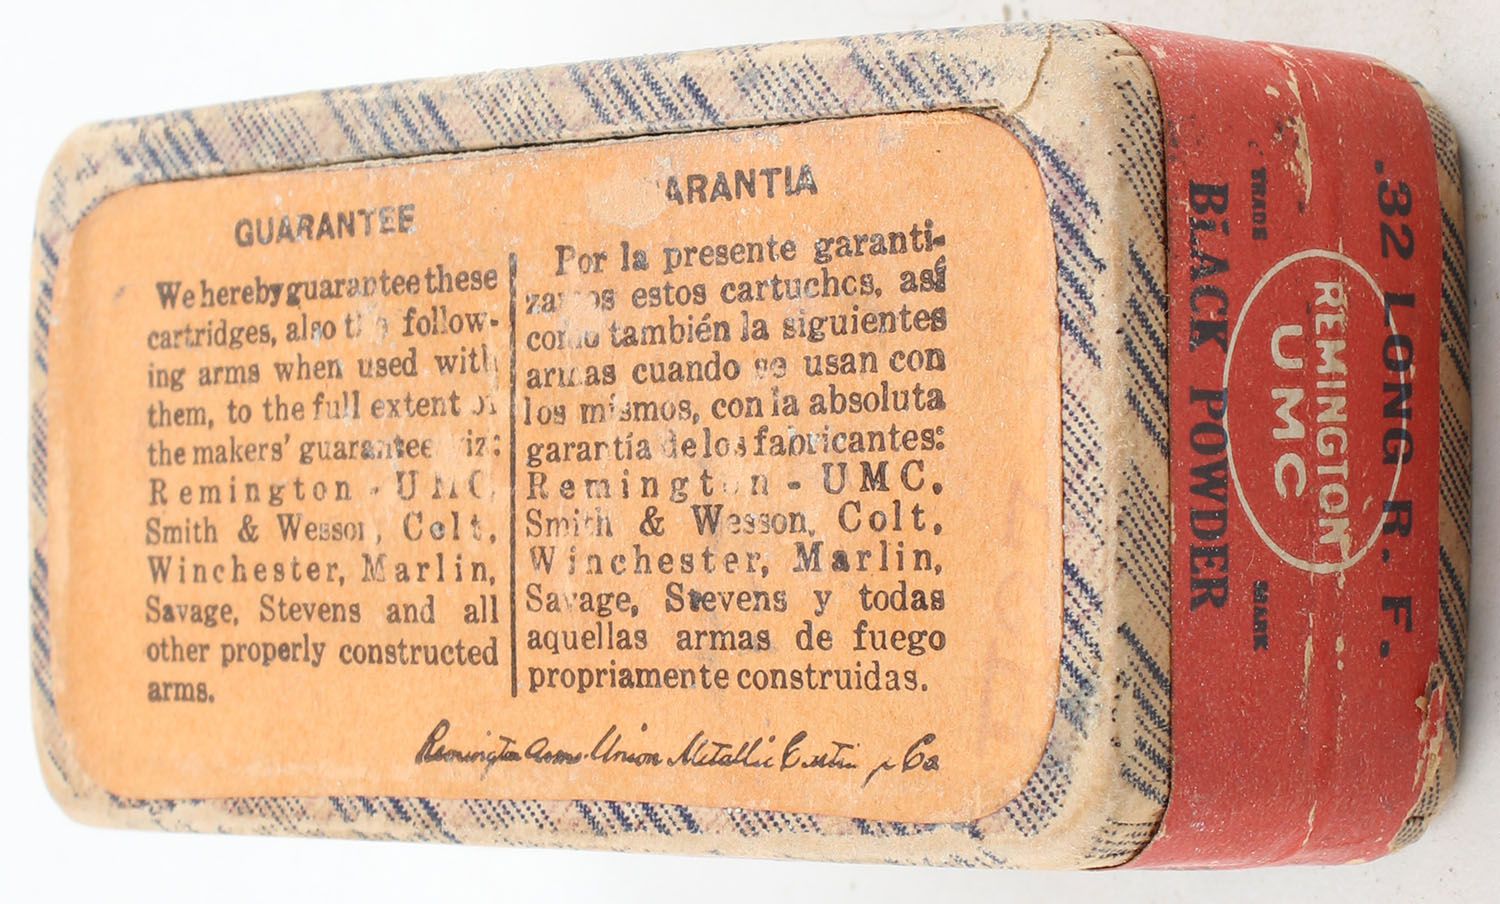 GUARANTEE
We hereby guarantee these
cartridges, also the follow-
ing arms when used with
them, to the full extent of
the makers' guarantee viz:
Remington - UMC,
Smith & Wesson, Colt,
Winchester, Marlin,
Savage, Stevens and all
other properly constructed
arms.
GARANTIA
Por la presente garanti-
zamos estos cartuchos, así
como también la siguientes
armas cuando se usan con
los mismos, con la absoluta
garantía de los fabricantes:
Remington - UMC,
Smith & Wesson, Colt,
Winchester, Marlin,
Savage, Stevens y todas
aquellas armas de fuego
propriamente construidas.
Remington Arms-Union Metallic Co
.32 LONG R. F.
REMINGTON
UMC
TRADE MARK
BLACK POWDER